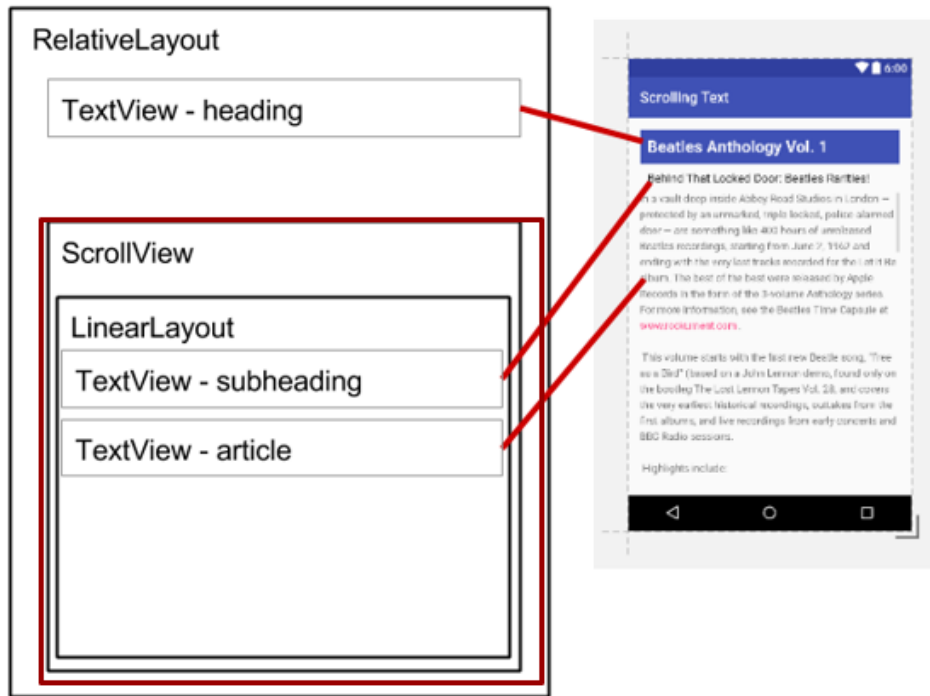 RelativeLayout
TextView - heading
ScrollView
LinearLayout
TextView - subheading
TextView - article
6:00
Scrolling Text
Beatles Anthology Vol. 1
Behind That Locked Door: Beatles Rarities!
In a vault deep inside Abbey Road Studios in London —
protected by an unmarked, triple locked, police alarmed
door — are something like 400 hours of unreleased
Beatles recordings, starting from June 2, 1962 and
ending with the very last tracks recorded for the Let It Be
album. The best of the best were released by Apple
Records in the form of the 3-volume Anthology series.
For more information, see the Beatles Time Capsule at
www.rockument.com.
This volume starts with the first new Beatle song, "Free
as a Bird" (based on a John Lennon demo, found only on
the bootleg The Lost Lennon Tapes Vol. 28, and covers
the very earliest historical recordings, outtakes from the
first albums, and live recordings from early concerts and
BBC Radio sessions.
Highlights include: